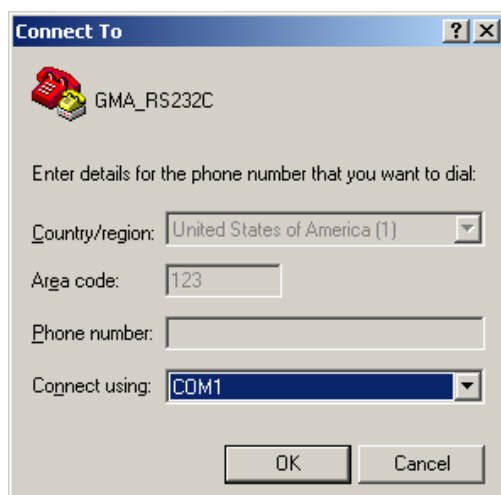 Connect To
GMA_RS232C
Enter details for the phone number that you want to dial:
Country/region: United States of America (1)
Area code: 123
Phone number:
Connect using: COM1
OK Cancel